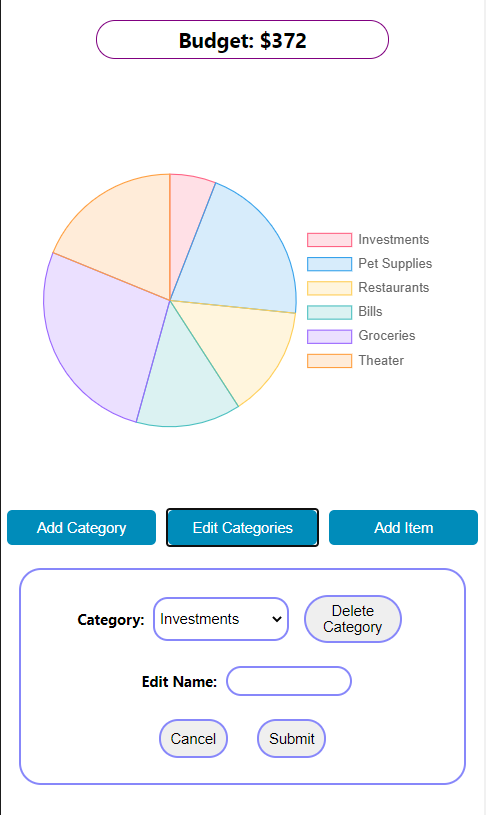 Budget: $372
Investments
Pet Supplies
Restaurants
Bills
Groceries
Theater
Add Category
Edit Categories
Add Item
Category:
Investments
Delete
Category
Edit Name:
Cancel
Submit